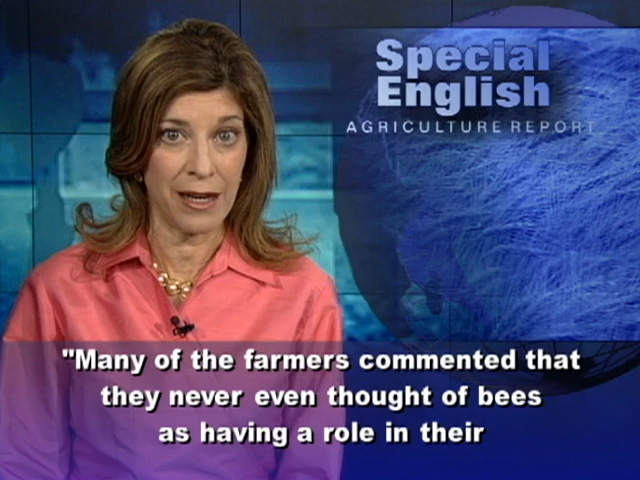 Special
English
AGRICULTURE REPORT
"Many of the farmers commented that
they never even thought of bees
as having a role in their